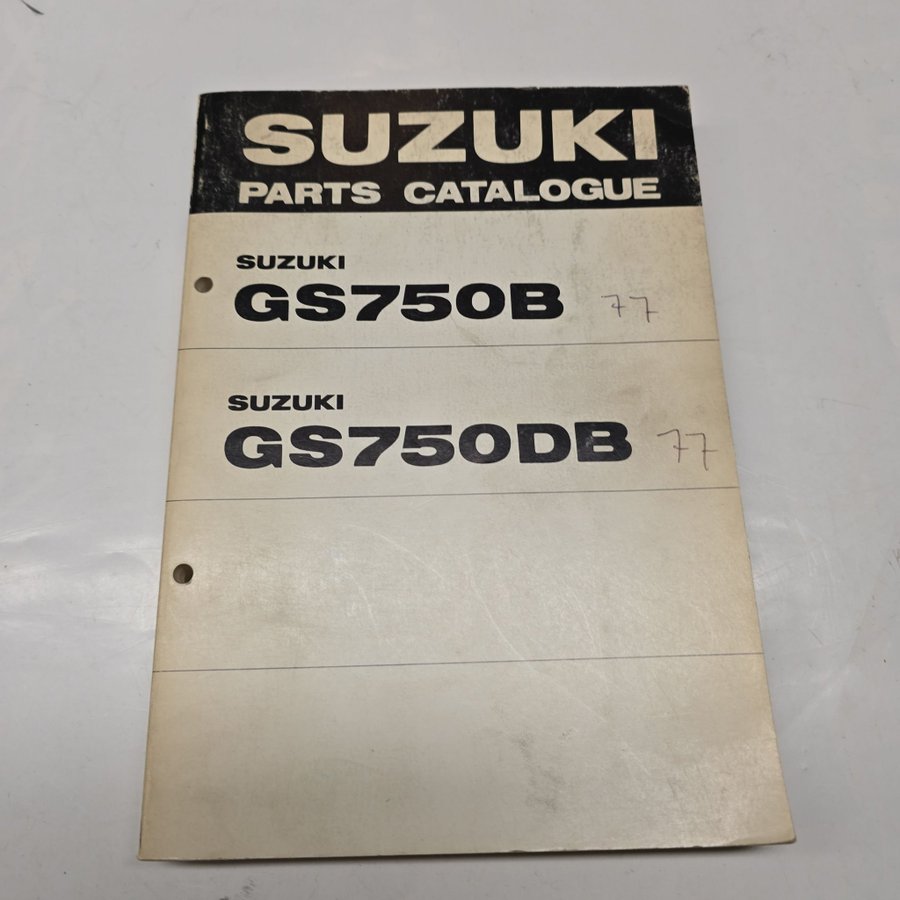 SUZUKI
PARTS CATALOGUE
SUZUKI
GS750B 77
SUZUKI
GS750DB 77